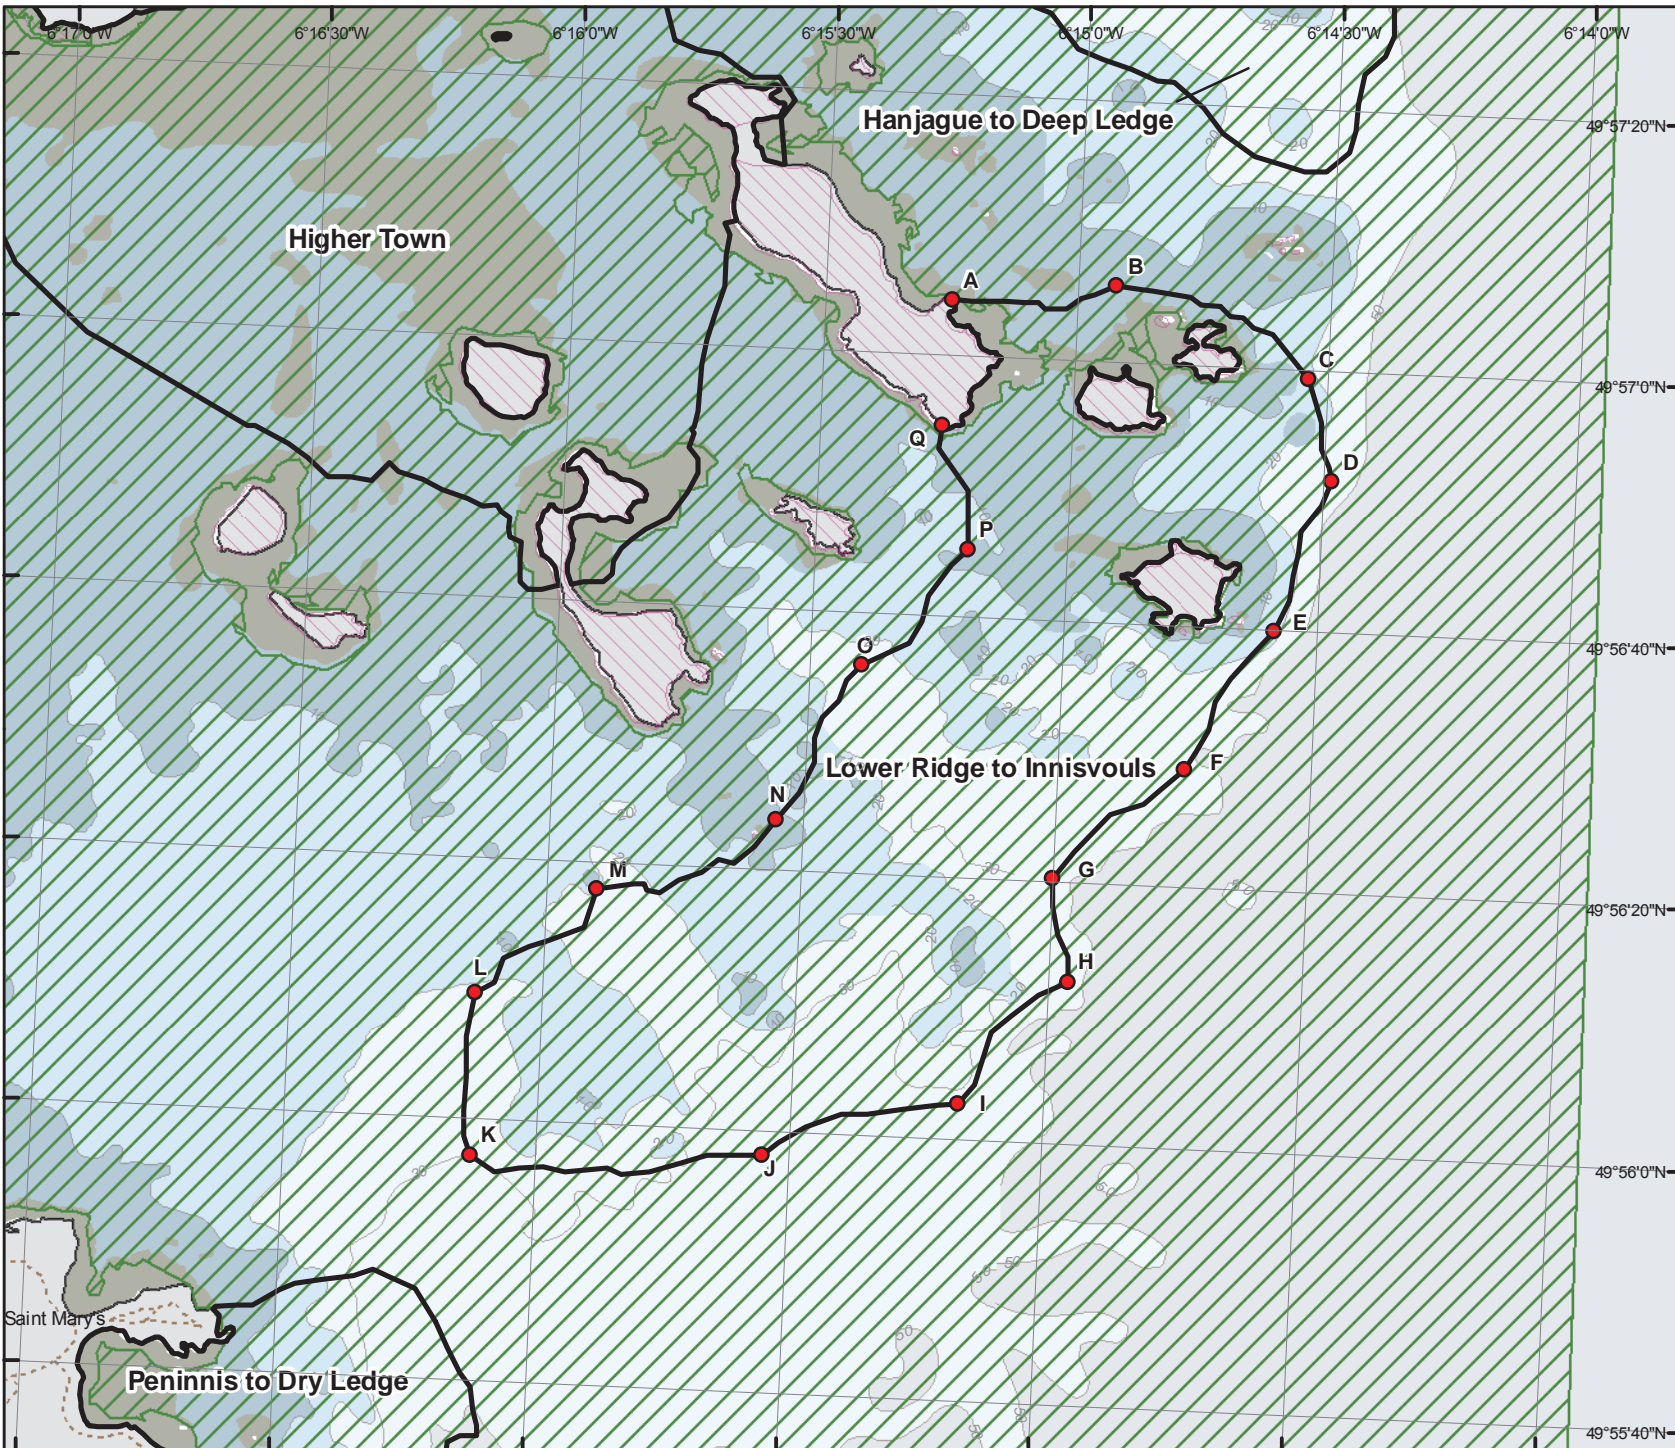 6°17'0"W
6°16'30"W
6°16'0"W
6°15'30"W
6°15'0"W
6°14'30"W
6°14'0"W
Hanjague to Deep Ledge
49°57'20"N
Higher Town
A
B
C
49°57'0"N
Q
D
P
E
O
49°56'40"N
F
Lower Ridge to Innisvouls
N
M
G
49°56'20"N
H
L
I
K
J
49°56'0"N
Saint Mary's
Peninnis to Dry Ledge
49°55'40"N